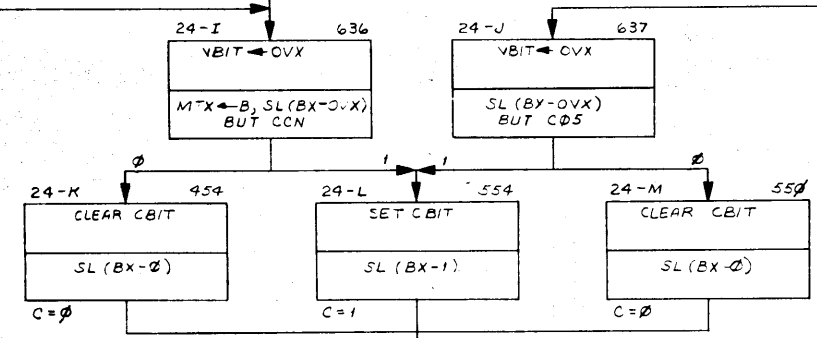 24-I 636
VBIT ← OVX
MTX ← B, SL (BX-OVX)
BUT CCN
24-J 637
VBIT ← OVX
SL (BX-OVX)
BUT CØ5
Ø 1 1 Ø
24-K 454
CLEAR CBIT
SL (BX-Ø)
C = Ø
24-L 554
SET CBIT
SL (BX-1)
C = 1
24-M 55Ø
CLEAR CBIT
SL (BX-Ø)
C = Ø